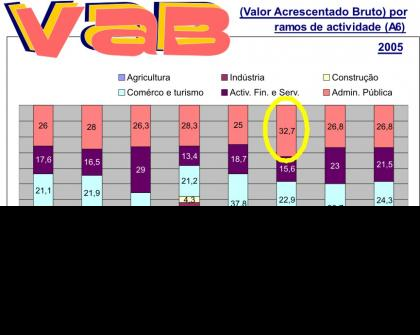 VaB
(Valor Acrescentado Bruto) por
ramos de actividade (A6)
2005
Agricultura Indústria Construção
Comérco e turismo Activ. Fin. e Serv. Admin. Pública
26 28 26,3 28,3 25 32,7 26,8 26,8
17,6 16,5 29 13,4 18,7 15,6 23 21,5
21,1 21,9 21,2 37,8 22,9 24,3
4,3